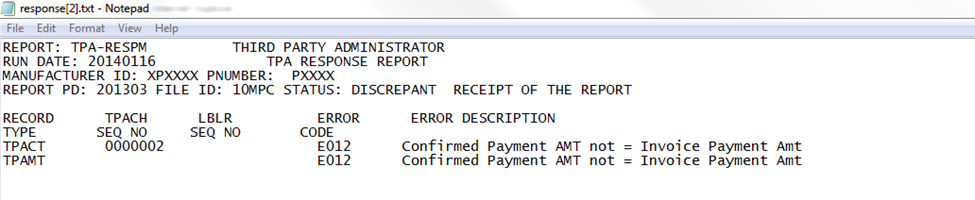 response[2].txt - Notepad
File Edit Format View Help
REPORT: TPA-RESPM THIRD PARTY ADMINISTRATOR
RUN DATE: 20140116 TPA RESPONSE REPORT
MANUFACTURER ID: XPXXXX PNUMBER: PXXXX
REPORT PD: 201303 FILE ID: 10MPC STATUS: DISCREPANT RECEIPT OF THE REPORT
RECORD TPACH LBLR ERROR ERROR DESCRIPTION
TYPE SEQ NO SEQ NO CODE
TPACT 0000002 E012 Confirmed Payment AMT not = Invoice Payment Amt
TPAMT E012 Confirmed Payment AMT not = Invoice Payment Amt